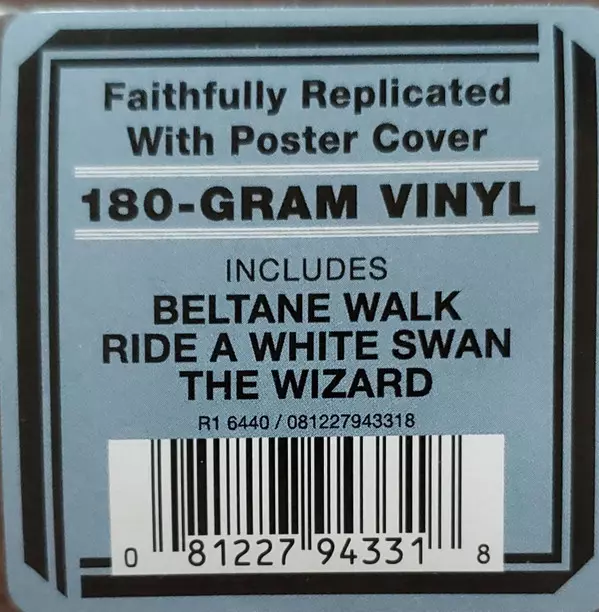 Faithfully Replicated
With Poster Cover
180-GRAM VINYL
INCLUDES
BELTANE WALK
RIDE A WHITE SWAN
THE WIZARD
R1 6440 / 081227943318
0 81227 94331 8